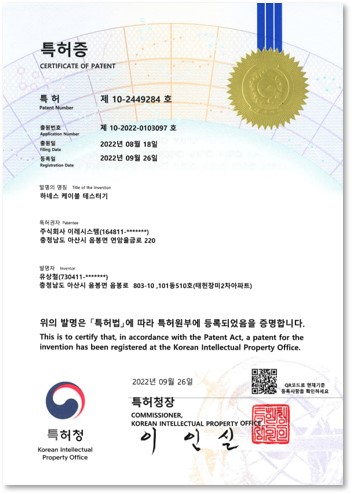 특허증
CERTIFICATE OF PATENT
특 허 제 10-2449284 호
Patent Number
출원번호 제 10-2022-0103097 호
Application Number
출원일 2022년 08월 18일
Filing Date
등록일 2022년 09월 26일
Registration Date
발명의 명칭 Title of the Invention
하네스 케이블 테스터기
특허권자 Patentee
주식회사 이레시스템(164811-*******)
충청남도 아산시 음봉면 연암율금로 220
발명자 Inventor
유상절(730411-*******)
충청남도 아산시 음봉면 음봉로 803-10 ,101동510호(태헌장미2차아파트)
위의 발명은 「특허법」에 따라 특허원부에 등록되었음을 증명합니다.
This is to certify that, in accordance with the Patent Act, a patent for the
invention has been registered at the Korean Intellectual Property Office.
2022년 09월 26일
QR코드로 현재기준
등록사항을 확인하세요
특허청
Korean Intellectual
Property Office
특허청장
COMMISSIONER,
KOREAN INTELLECTUAL PROPERTY OFFICE
이 인 실